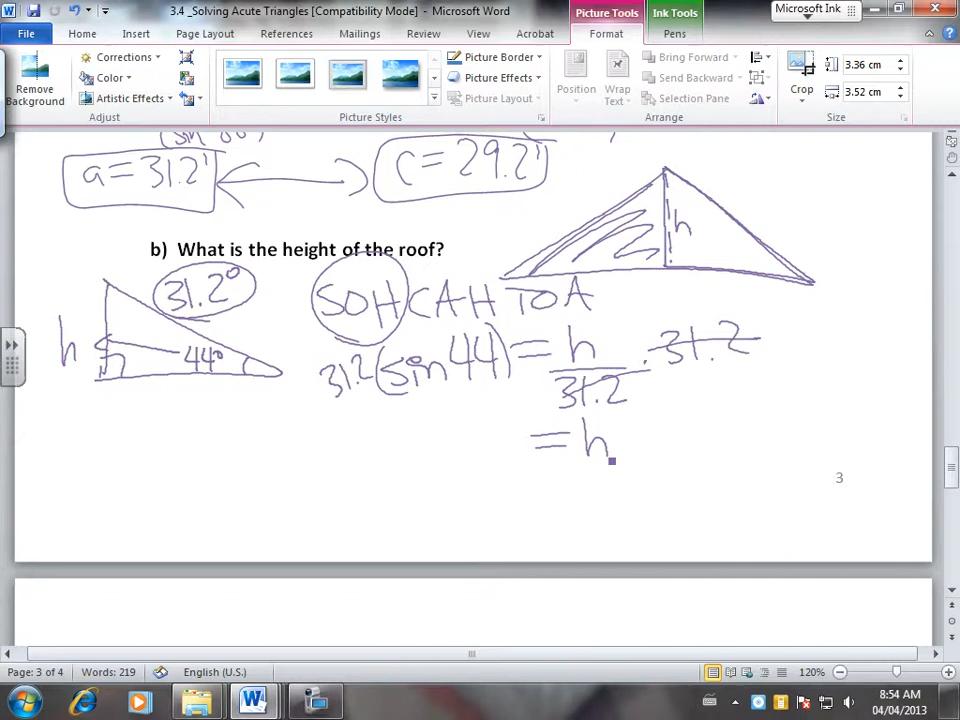 3.4 _Solving Acute Triangles [Compatibility Mode] - Microsoft Word
Picture Tools
Ink Tools
Microsoft Ink
File
Home
Insert
Page Layout
References
Mailings
Review
View
Acrobat
Format
Pens
Remove Background
Corrections
Color
Artistic Effects
Adjust
Picture Styles
Picture Border
Picture Effects
Picture Layout
Position
Wrap Text
Bring Forward
Send Backward
Selection Pane
Arrange
Crop
3.36 cm
3.52 cm
Size
a = 31.2'
c = 29.2'
h
b) What is the height of the roof?
31.2°
SOH CAH TOA
h
44°
31.2(sin 44) = h/31.2 · 31.2
= h
3
Page: 3 of 4
Words: 219
English (U.S.)
120%
8:54 AM
04/04/2013